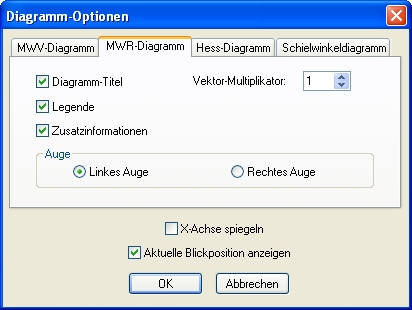 Diagramm-Optionen
MWV-Diagramm MWR-Diagramm Hess-Diagramm Schielwinkeldiagramm
Diagramm-Titel Vektor-Multiplikator: 1
Legende
Zusatzinformationen
Auge
Linkes Auge Rechtes Auge
X-Achse spiegeln
Aktuelle Blickposition anzeigen
OK Abbrechen